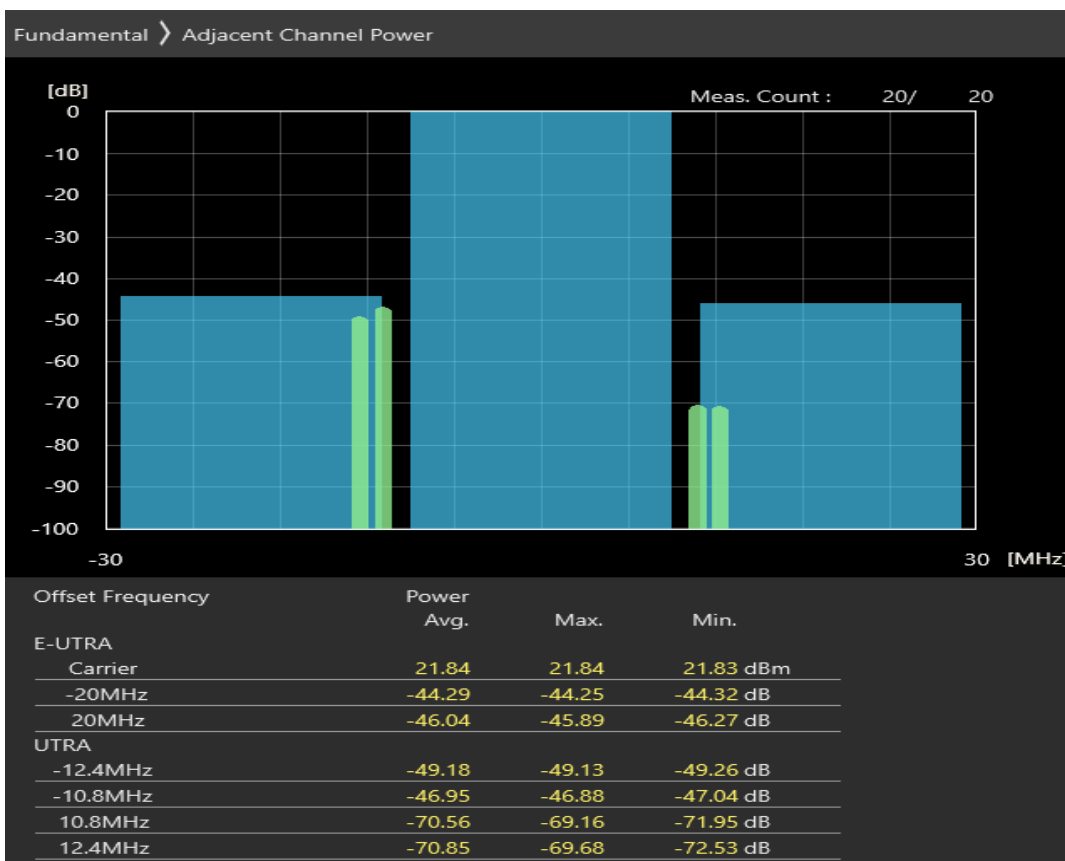 Fundamental ❯ Adjacent Channel Power
[dB]
Meas. Count : 20/ 20
0
-10
-20
-30
-40
-50
-60
-70
-80
-90
-100
-30 30 [MHz]
Offset Frequency Power
Avg. Max. Min.
E-UTRA
Carrier 21.84 21.84 21.83 dBm
-20MHz -44.29 -44.25 -44.32 dB
20MHz -46.04 -45.89 -46.27 dB
UTRA
-12.4MHz -49.18 -49.13 -49.26 dB
-10.8MHz -46.95 -46.88 -47.04 dB
10.8MHz -70.56 -69.16 -71.95 dB
12.4MHz -70.85 -69.68 -72.53 dB